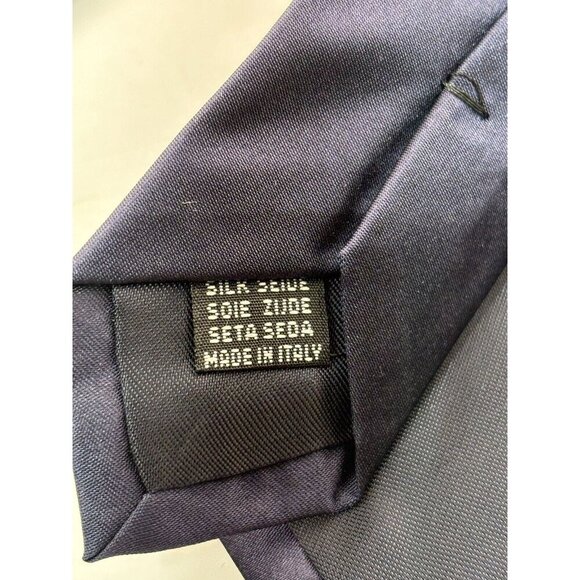 SILK SEIDE
SOIE ZIJDE
SETA SEDA
MADE IN ITALY